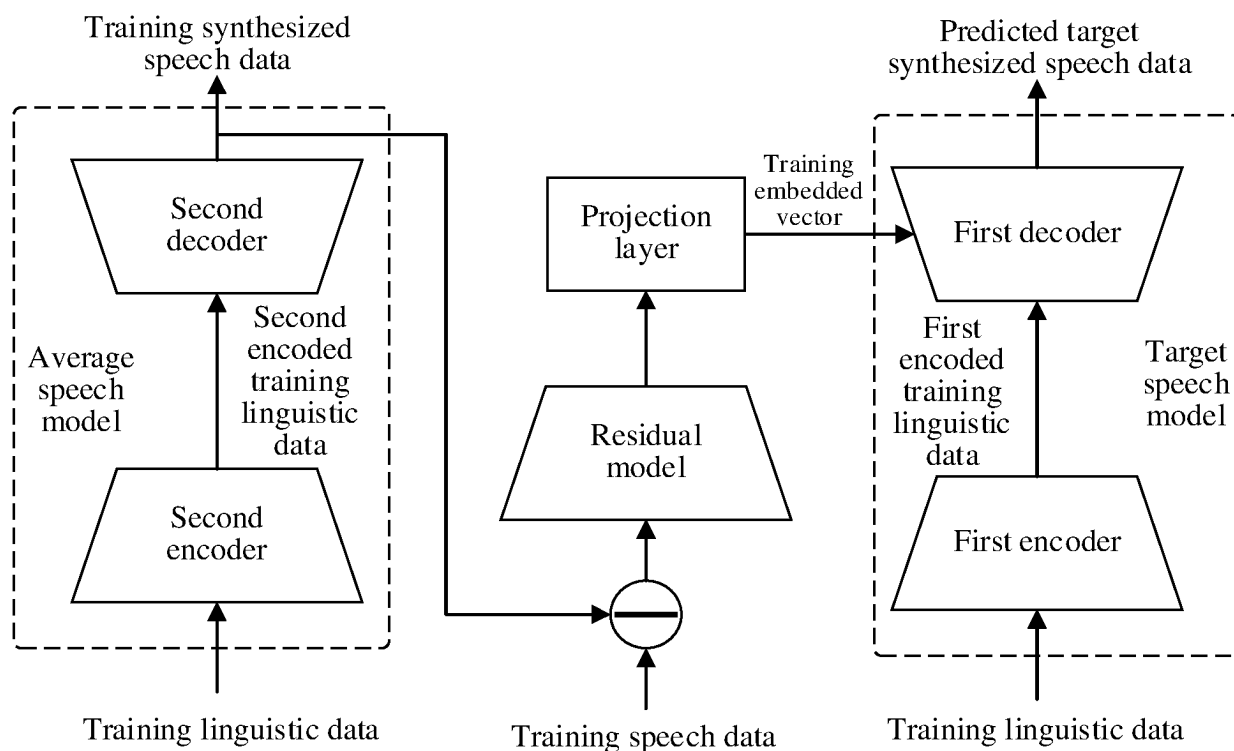 Training synthesized
speech data
Second
decoder
Average
speech
model
Second
encoded
training
linguistic
data
Second
encoder
Training linguistic data
Projection
layer
Training
embedded
vector
Residual
model
Training speech data
Predicted target
synthesized speech data
First decoder
First
encoded
training
linguistic
data
Target
speech
model
First encoder
Training linguistic data